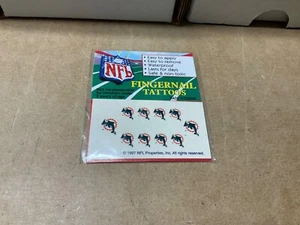 NFL
• Easy to apply
• Easy to remove
• Waterproof
• Lasts for days
• Safe & non-toxic
FINGERNAIL
TATTOOS
© 1997 NFL Properties, Inc. All rights reserved.